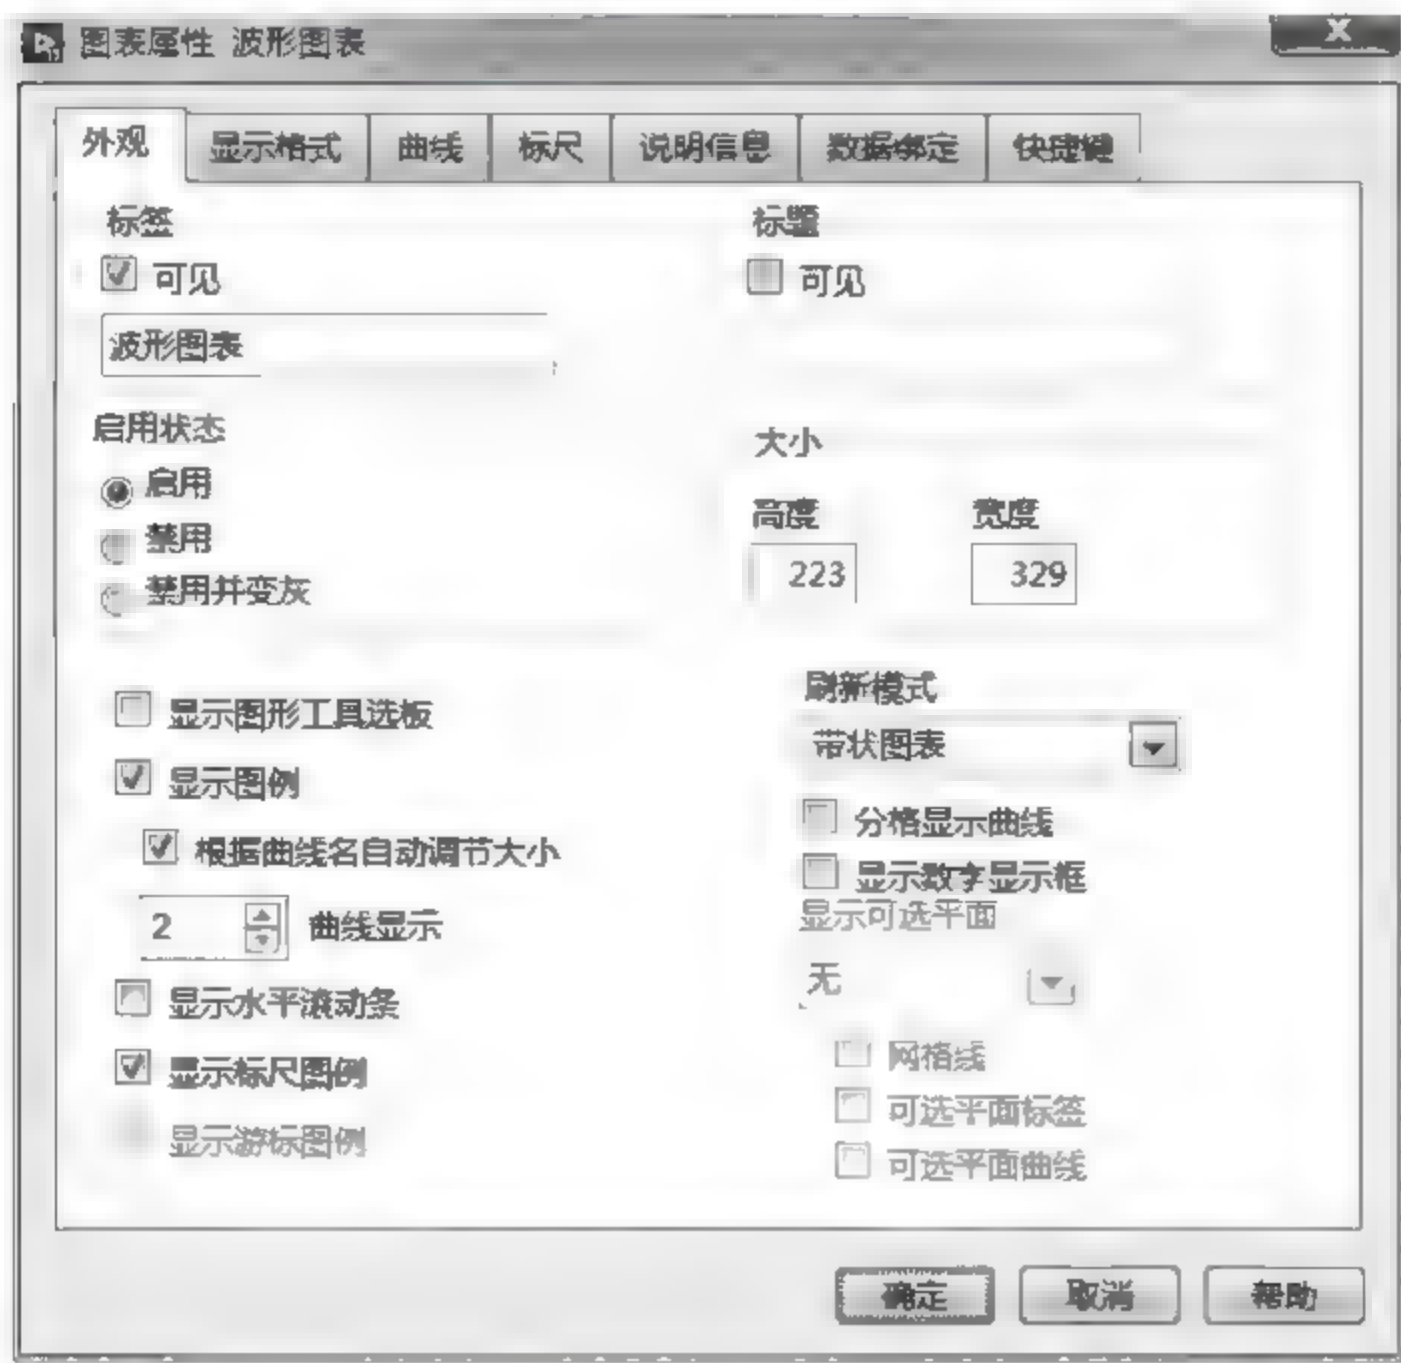 图表属性 波形图表
X
外观 显示格式 曲线 标尺 说明信息 数据绑定 快捷键
标签
可见
波形图表
启用状态
启用
禁用
禁用并变灰
标题
可见
大小
高度 宽度
223 329
显示图形工具选板
显示图例
根据曲线名自动调节大小
2 曲线显示
显示水平滚动条
显示标尺图例
显示游标图例
刷新模式
带状图表
分格显示曲线
显示数字显示框
显示可选平面
无
网格线
可选平面标签
可选平面曲线
确定 取消 帮助